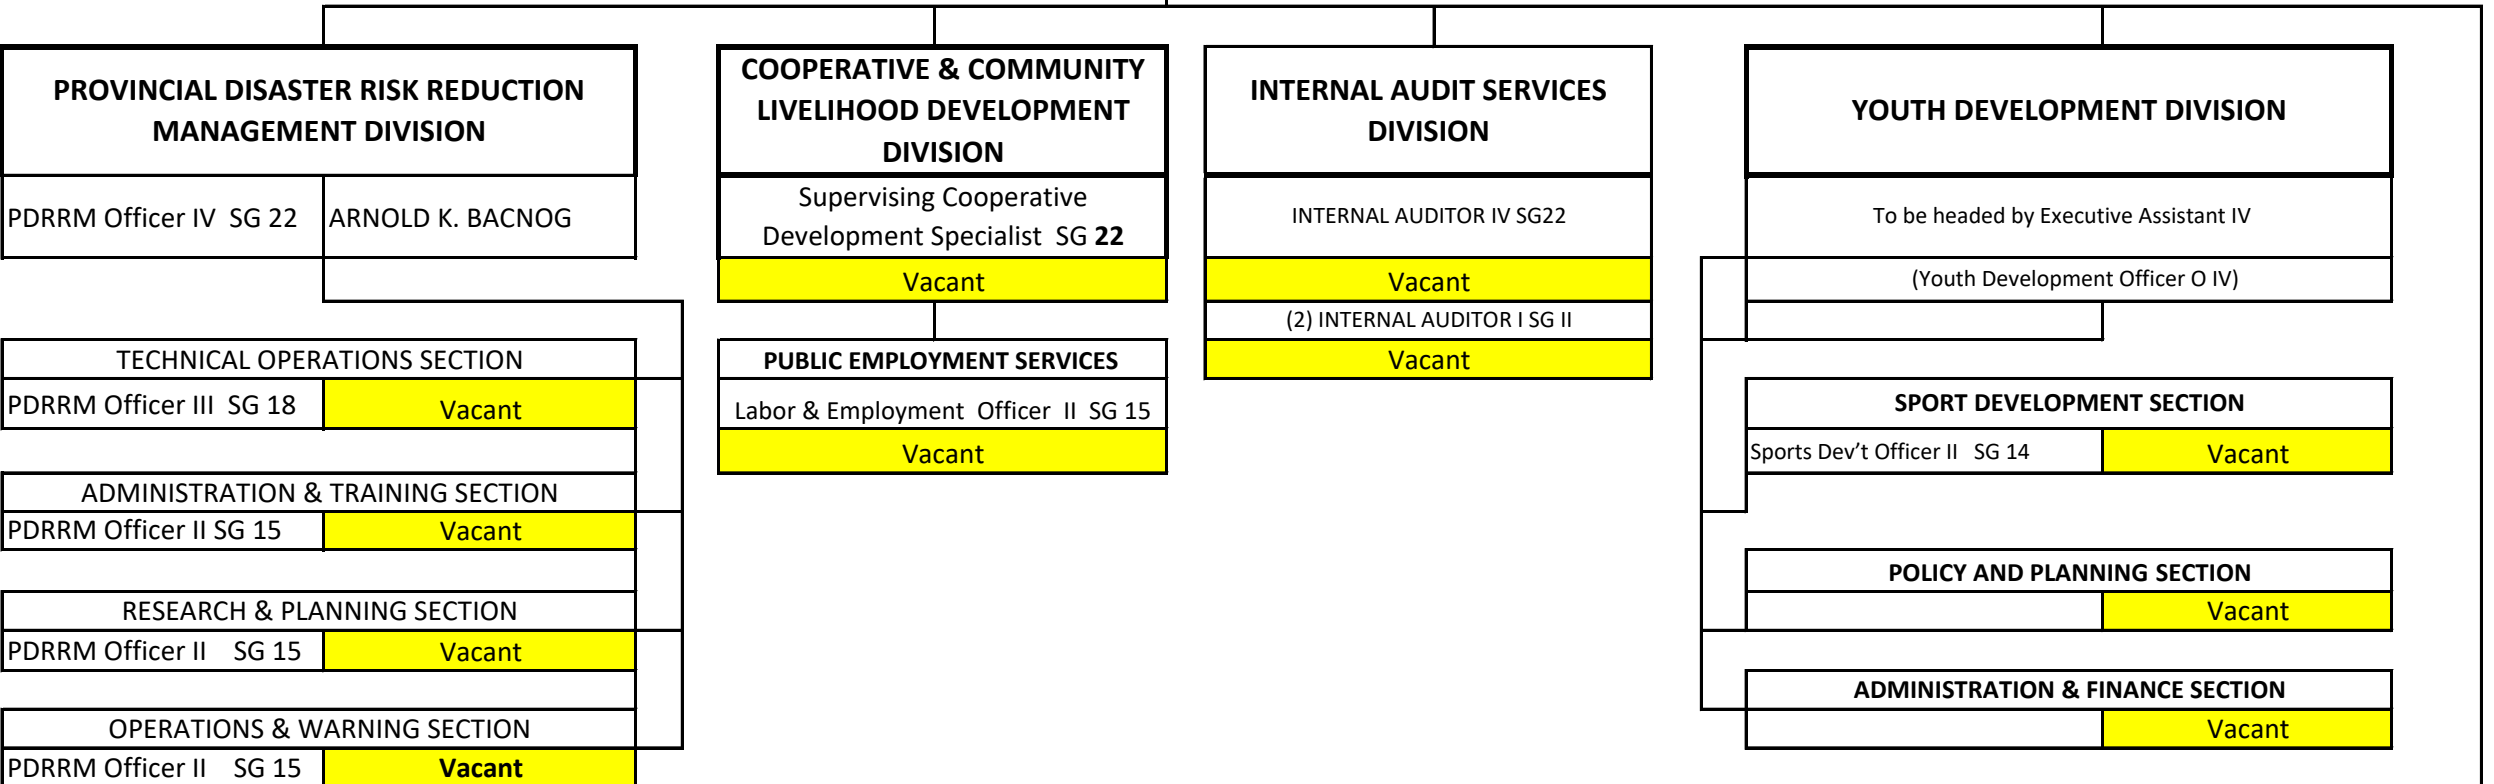 PROVINCIAL DISASTER RISK REDUCTION
MANAGEMENT DIVISION
PDRRM Officer IV SG 22
ARNOLD K. BACNOG
TECHNICAL OPERATIONS SECTION
PDRRM Officer III SG 18
Vacant
ADMINISTRATION & TRAINING SECTION
PDRRM Officer II SG 15
Vacant
RESEARCH & PLANNING SECTION
PDRRM Officer II SG 15
Vacant
OPERATIONS & WARNING SECTION
PDRRM Officer II SG 15
Vacant
COOPERATIVE & COMMUNITY
LIVELIHOOD DEVELOPMENT
DIVISION
Supervising Cooperative
Development Specialist SG 22
Vacant
PUBLIC EMPLOYMENT SERVICES
Labor & Employment Officer II SG 15
Vacant
INTERNAL AUDIT SERVICES
DIVISION
INTERNAL AUDITOR IV SG22
Vacant
(2) INTERNAL AUDITOR I SG II
Vacant
YOUTH DEVELOPMENT DIVISION
To be headed by Executive Assistant IV
(Youth Development Officer O IV)
SPORT DEVELOPMENT SECTION
Sports Dev’t Officer II SG 14
Vacant
POLICY AND PLANNING SECTION
Vacant
ADMINISTRATION & FINANCE SECTION
Vacant